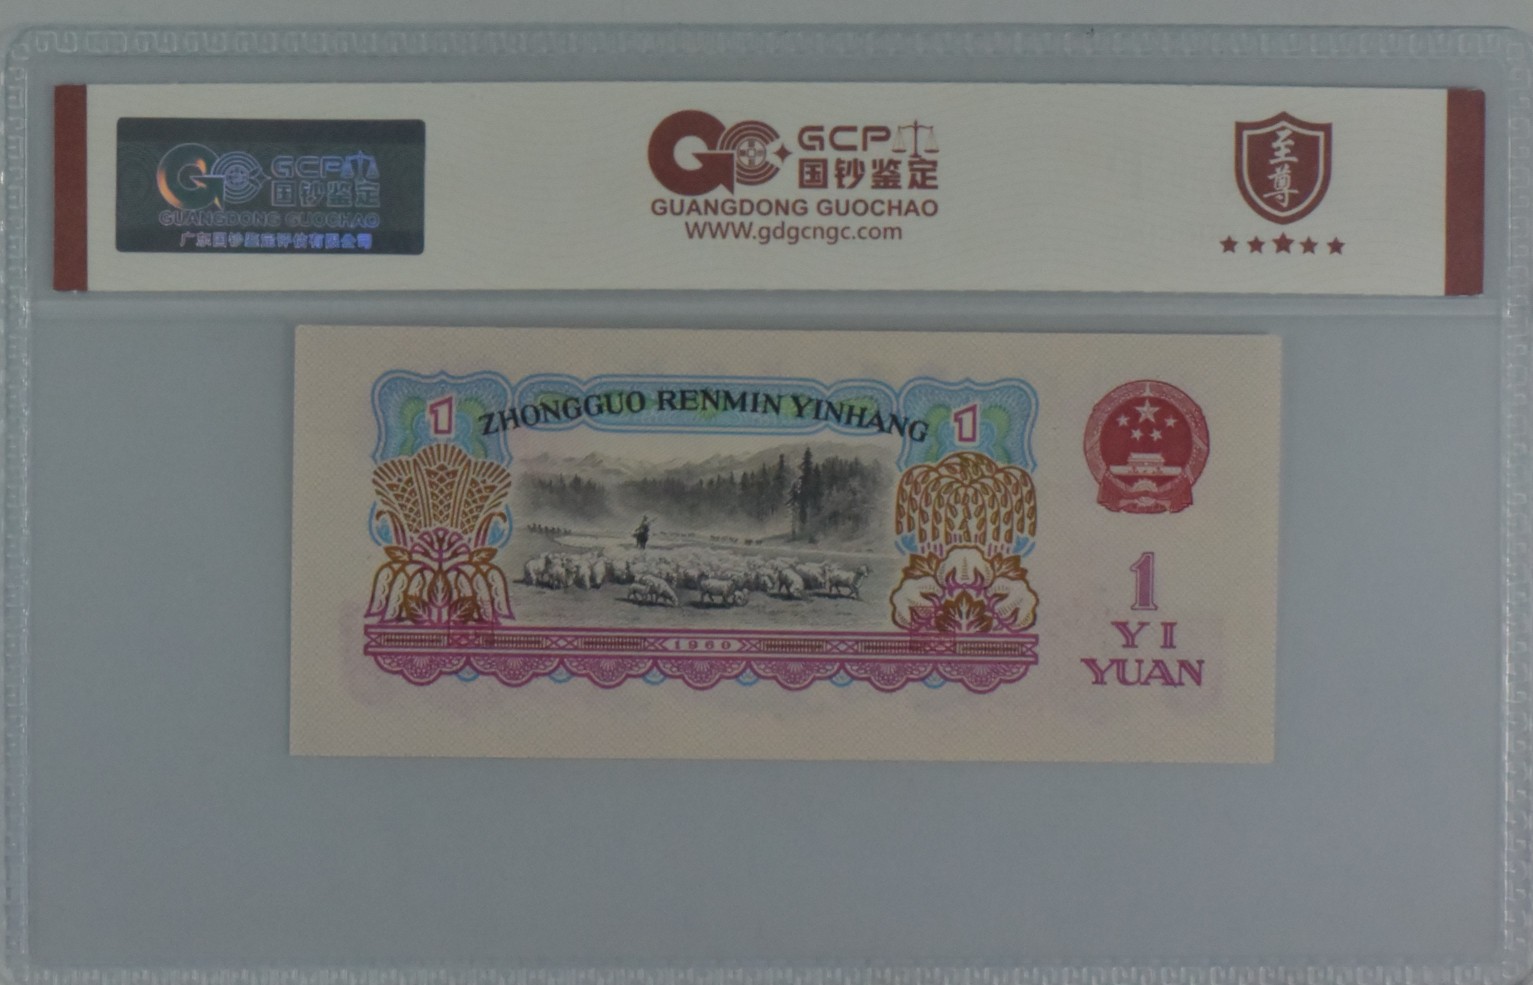 GCP
国钞鉴定
GUANGDONG GUOCHAO
广东国钞鉴定评估有限公司
GCP
国钞鉴定
GUANGDONG GUOCHAO
WWW.gdgcngc.com
至尊
1 ZHONGGUO RENMIN YINHANG 1
1960
1
YI
YUAN